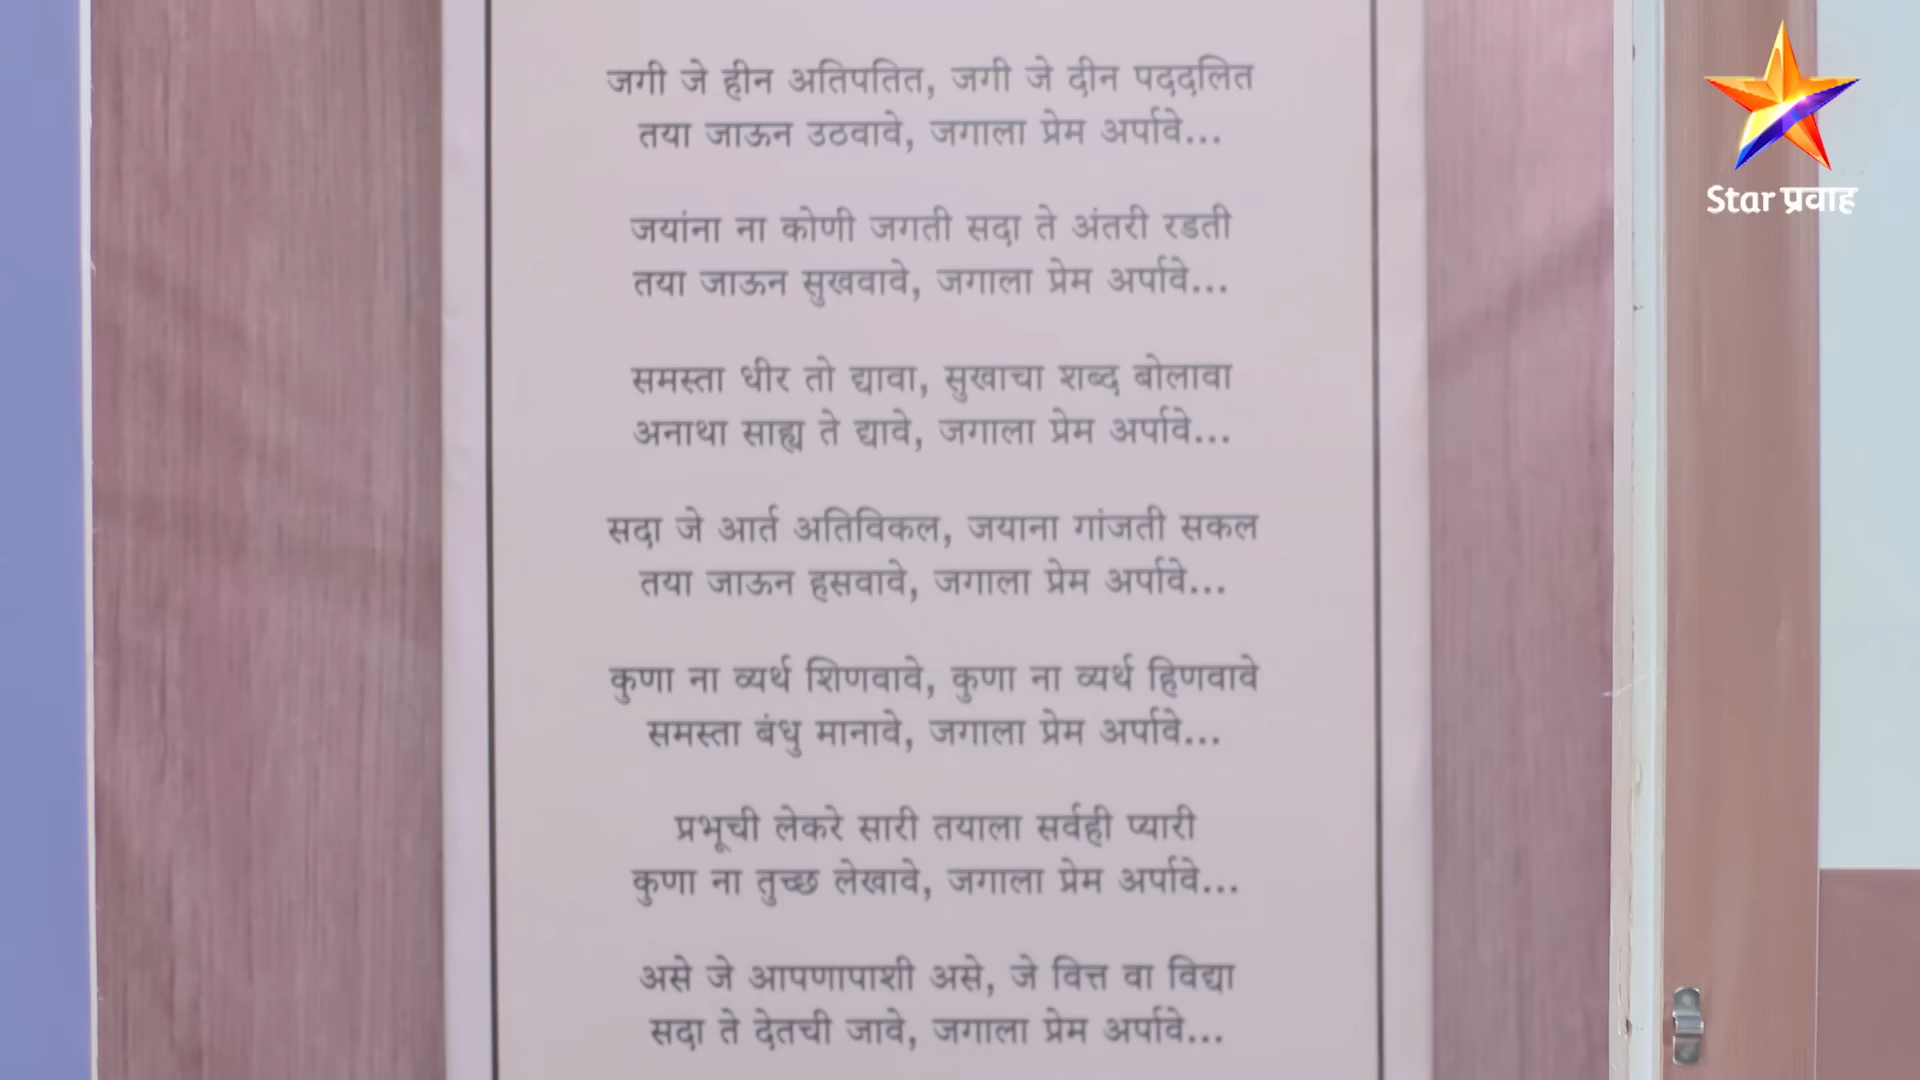 जगी जे हीन अतिपतित, जगी जे दीन पददलित
तया जाऊन उठवावे, जगाला प्रेम अर्पावे...
जयांना ना कोणी जगती सदा ते अंतरी रडती
तया जाऊन सुखवावे, जगाला प्रेम अर्पावे...
समस्ता धीर तो द्यावा, सुखाचा शब्द बोलावा
अनाथा साह्य ते द्यावे, जगाला प्रेम अर्पावे...
सदा जे आर्त अतिविकल, जयाना गांजती सकल
तया जाऊन हसवावे, जगाला प्रेम अर्पावे...
कुणा ना व्यर्थ शिणवावे, कुणा ना व्यर्थ हिणवावे
समस्ता बंधु मानावे, जगाला प्रेम अर्पावे...
प्रभूची लेकरे सारी तयाला सर्वही प्यारी
कुणा ना तुच्छ लेखावे, जगाला प्रेम अर्पावे...
असे जे आपणापाशी असे, जे वित्त वा विद्या
सदा ते देतची जावे, जगाला प्रेम अर्पावे...
Star प्रवाह